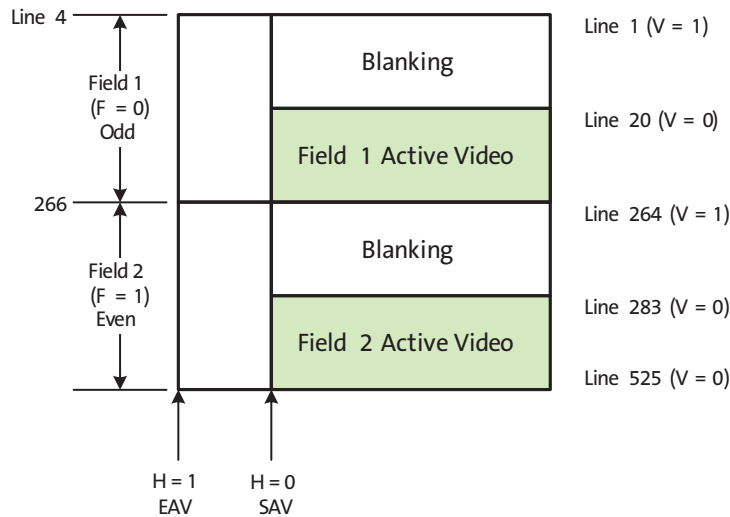 Line 4
Line 1 (V = 1)
Blanking
Field 1
(F = 0)
Odd
Line 20 (V = 0)
Field 1 Active Video
266
Line 264 (V = 1)
Blanking
Field 2
(F = 1)
Even
Line 283 (V = 0)
Field 2 Active Video
Line 525 (V = 0)
H = 1
EAV
H = 0
SAV